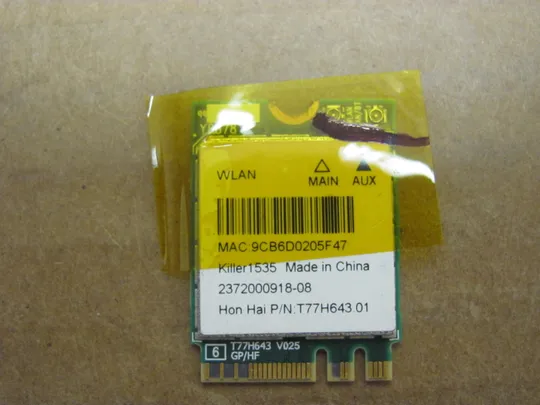 WLAN
MAIN AUX
MAC:9CB6D0205F47
Killer1535 Made in China
2372000918-08
Hon Hai P/N:T77H643.01
6 T77H643 V025
GP/HF